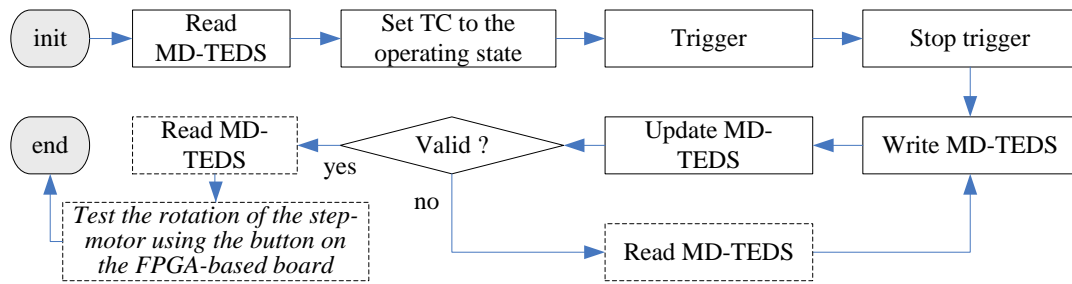 init
Read
MD-TEDS
Set TC to the
operating state
Trigger
Stop trigger
end
Read MD-
TEDS
yes
Valid ?
no
Update MD-
TEDS
Write MD-TEDS
Test the rotation of the step-
motor using the button on
the FPGA-based board
Read MD-TEDS